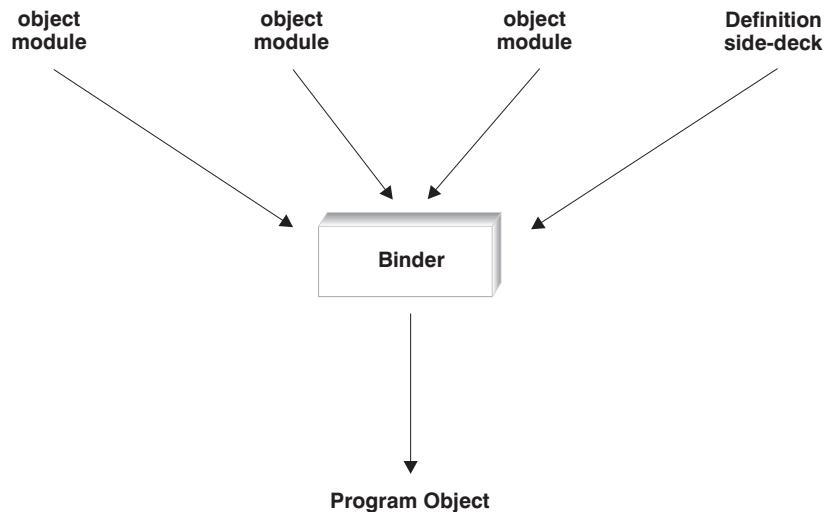 object
module
object
module
object
module
Definition
side-deck
Binder
Program Object